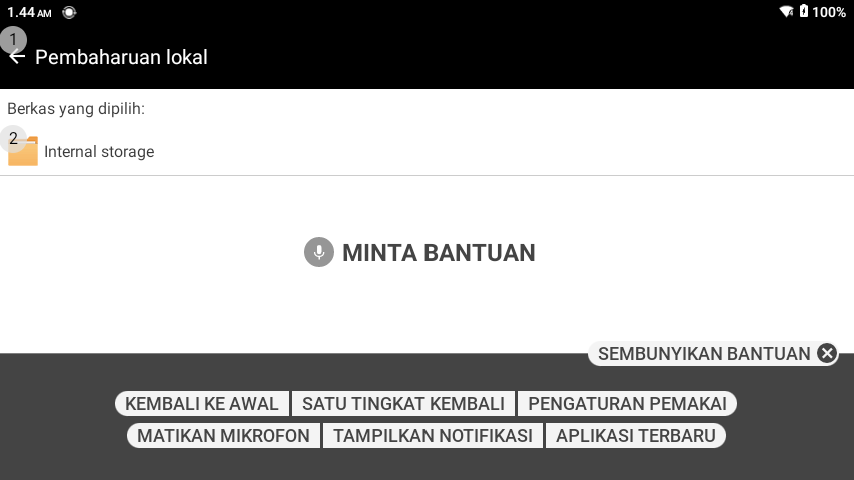 1.44 AM
100%
1
Pembaharuan lokal
Berkas yang dipilih:
2
Internal storage
MINTA BANTUAN
SEMBUNYIKAN BANTUAN
KEMBALI KE AWAL SATU TINGKAT KEMBALI PENGATURAN PEMAKAI
MATIKAN MIKROFON TAMPILKAN NOTIFIKASI APLIKASI TERBARU